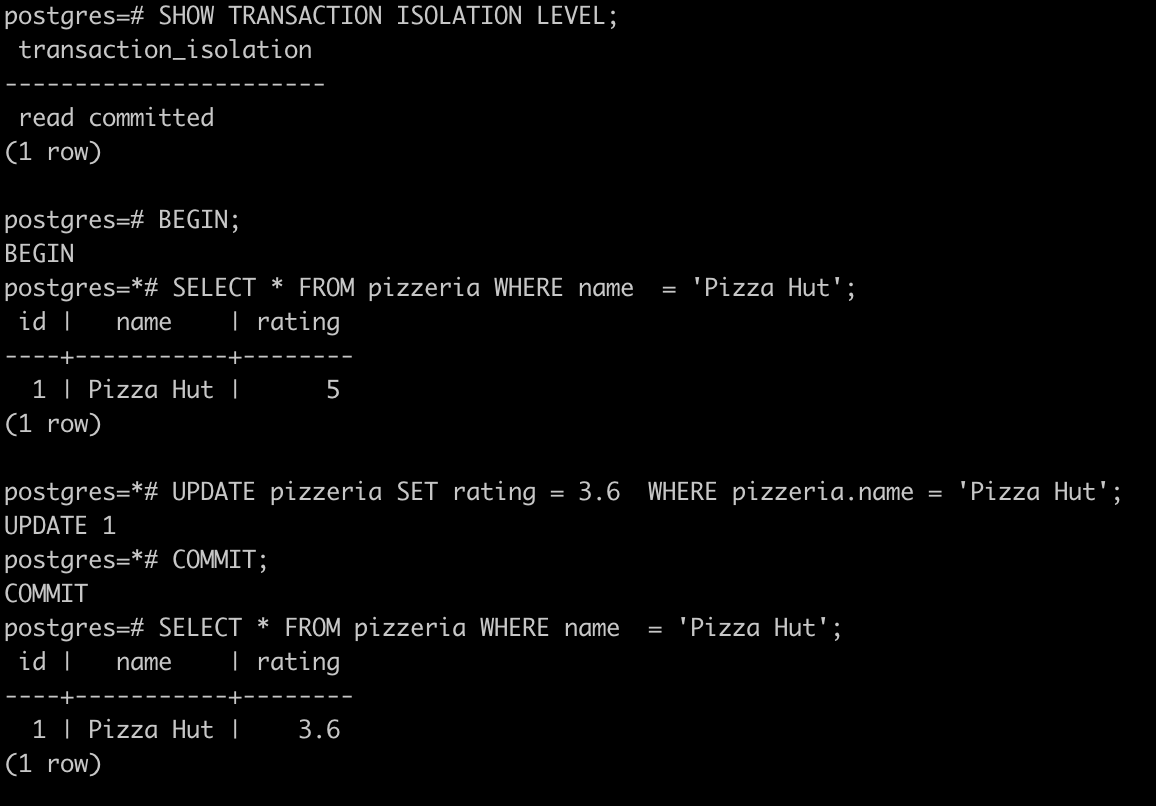 postgres=# SHOW TRANSACTION ISOLATION LEVEL;
 transaction_isolation
-----------------------
 read committed
(1 row)

postgres=# BEGIN;
BEGIN
postgres=*# SELECT * FROM pizzeria WHERE name  = 'Pizza Hut';
 id |   name    | rating
----+-----------+--------
  1 | Pizza Hut |      5
(1 row)

postgres=*# UPDATE pizzeria SET rating = 3.6  WHERE pizzeria.name = 'Pizza Hut';
UPDATE 1
postgres=*# COMMIT;
COMMIT
postgres=# SELECT * FROM pizzeria WHERE name  = 'Pizza Hut';
 id |   name    | rating
----+-----------+--------
  1 | Pizza Hut |    3.6
(1 row)